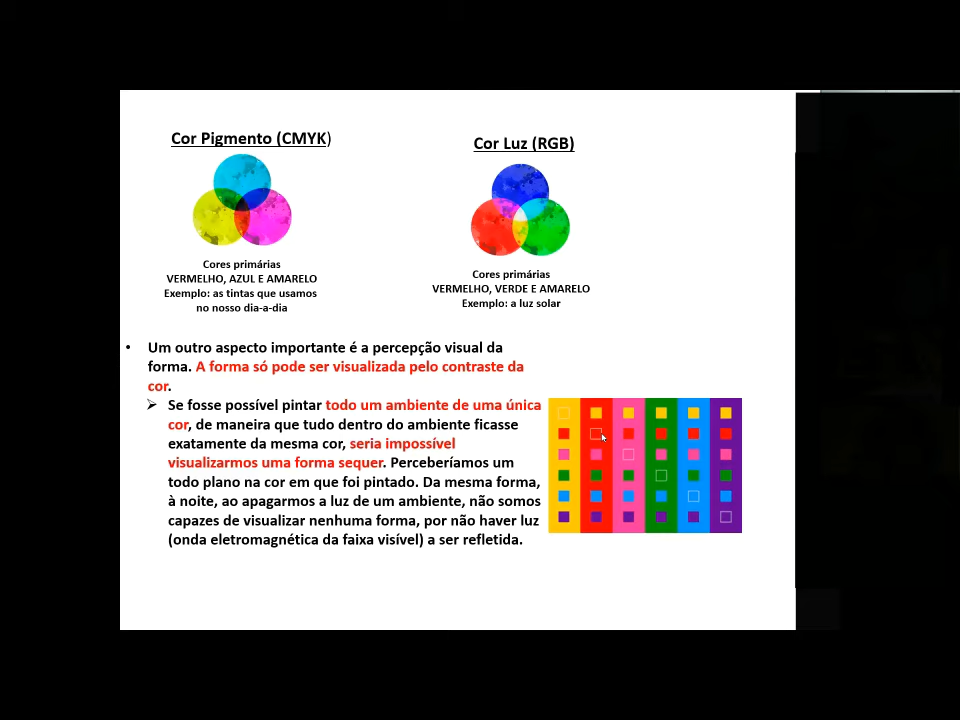 Cor Pigmento (CMYK)
Cores primárias
VERMELHO, AZUL E AMARELO
Exemplo: as tintas que usamos
no nosso dia-a-dia
Cor Luz (RGB)
Cores primárias
VERMELHO, VERDE E AMARELO
Exemplo: a luz solar
• Um outro aspecto importante é a percepção visual da
forma. A forma só pode ser visualizada pelo contraste da
cor.
➢ Se fosse possível pintar todo um ambiente de uma única
cor, de maneira que tudo dentro do ambiente ficasse
exatamente da mesma cor, seria impossível
visualizarmos uma forma sequer. Perceberíamos um
todo plano na cor em que foi pintado. Da mesma forma,
à noite, ao apagarmos a luz de um ambiente, não somos
capazes de visualizar nenhuma forma, por não haver luz
(onda eletromagnética da faixa visível) a ser refletida.